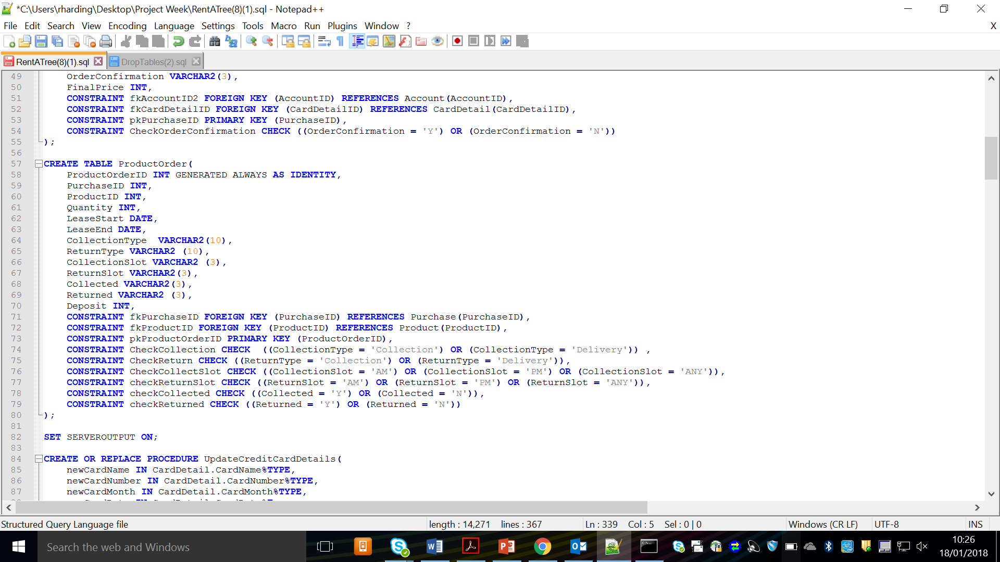 *C:\Users\rharding\Desktop\Project Week\RentATree(8)(1).sql - Notepad++
File Edit Search View Encoding Language Settings Tools Macro Run Plugins Window ? X
RentATree(8)(1).sql DropTables(2).sql
49 OrderConfirmation VARCHAR2(3),
50 FinalPrice INT,
51 CONSTRAINT fkAccountID2 FOREIGN KEY (AccountID) REFERENCES Account(AccountID),
52 CONSTRAINT fkCardDetailID FOREIGN KEY (CardDetailID) REFERENCES CardDetail(CardDetailID),
53 CONSTRAINT pkPurchaseID PRIMARY KEY (PurchaseID),
54 CONSTRAINT CheckOrderConfirmation CHECK ((OrderConfirmation = 'Y') OR (OrderConfirmation = 'N'))
55 );
56
57 CREATE TABLE ProductOrder(
58 ProductOrderID INT GENERATED ALWAYS AS IDENTITY,
59 PurchaseID INT,
60 ProductID INT,
61 Quantity INT,
62 LeaseStart DATE,
63 LeaseEnd DATE,
64 CollectionType  VARCHAR2(10),
65 ReturnType VARCHAR2 (10),
66 CollectionSlot VARCHAR2 (3),
67 ReturnSlot VARCHAR2(3),
68 Collected VARCHAR2(3),
69 Returned VARCHAR2 (3),
70 Deposit INT,
71 CONSTRAINT fkPurchaseID FOREIGN KEY (PurchaseID) REFERENCES Purchase(PurchaseID),
72 CONSTRAINT fkProductID FOREIGN KEY (ProductID) REFERENCES Product(ProductID),
73 CONSTRAINT pkProductOrderID PRIMARY KEY (ProductOrderID),
74 CONSTRAINT CheckCollection CHECK  ((CollectionType = 'Collection') OR (CollectionType = 'Delivery')) ,
75 CONSTRAINT CheckReturn CHECK ((ReturnType = 'Collection') OR (ReturnType = 'Delivery')),
76 CONSTRAINT CheckCollectSlot CHECK ((CollectionSlot = 'AM') OR (CollectionSlot = 'PM') OR (CollectionSlot = 'ANY')),
77 CONSTRAINT checkReturnSlot CHECK ((ReturnSlot = 'AM') OR (ReturnSlot = 'PM') OR (ReturnSlot = 'ANY')),
78 CONSTRAINT checkCollected CHECK ((Collected = 'Y') OR (Collected = 'N')),
79 CONSTRAINT checkReturned CHECK ((Returned = 'Y') OR (Returned = 'N'))
80 );
81
82 SET SERVEROUTPUT ON;
83
84 CREATE OR REPLACE PROCEDURE UpdateCreditCardDetails(
85 newCardName IN CardDetail.CardName%TYPE,
86 newCardNumber IN CardDetail.CardNumber%TYPE,
87 newCardMonth IN CardDetail.CardMonth%TYPE,
Structured Query Language file length : 14,271 lines : 367 Ln : 339 Col : 5 Sel : 0 | 0 Windows (CR LF) UTF-8 INS
Search the web and Windows
10:26
18/01/2018